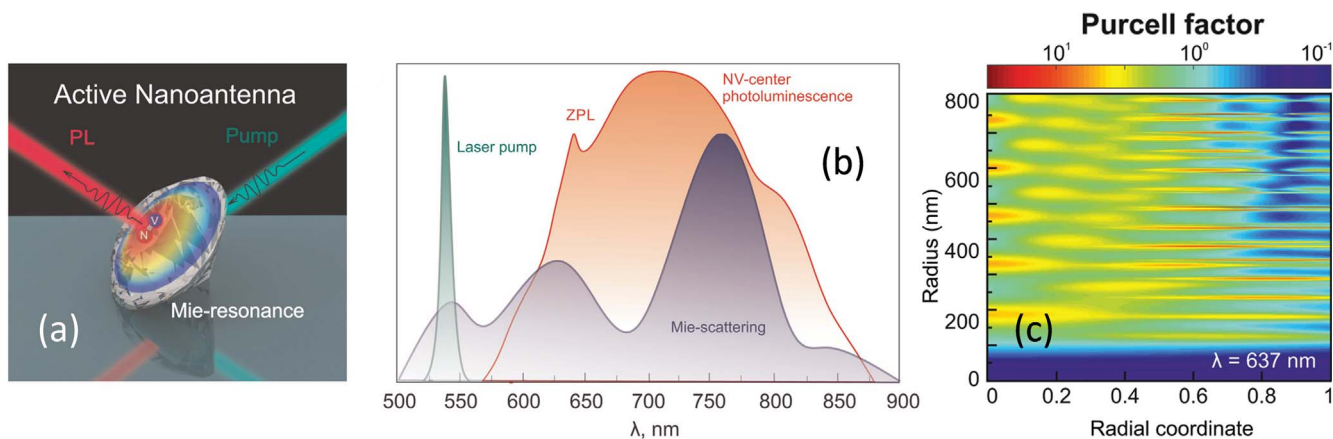 Active Nanoantenna
PL
Pump
V
N
Mie-resonance
(a)
Laser pump
ZPL
NV-center
photoluminescence
(b)
Mie-scattering
500 550 600 650 700 750 800 850 900
λ, nm
Purcell factor
10¹ 10⁰ 10⁻¹
800
600
400
200
0
Radius (nm)
(c)
λ = 637 nm
0 0.2 0.4 0.6 0.8 1
Radial coordinate